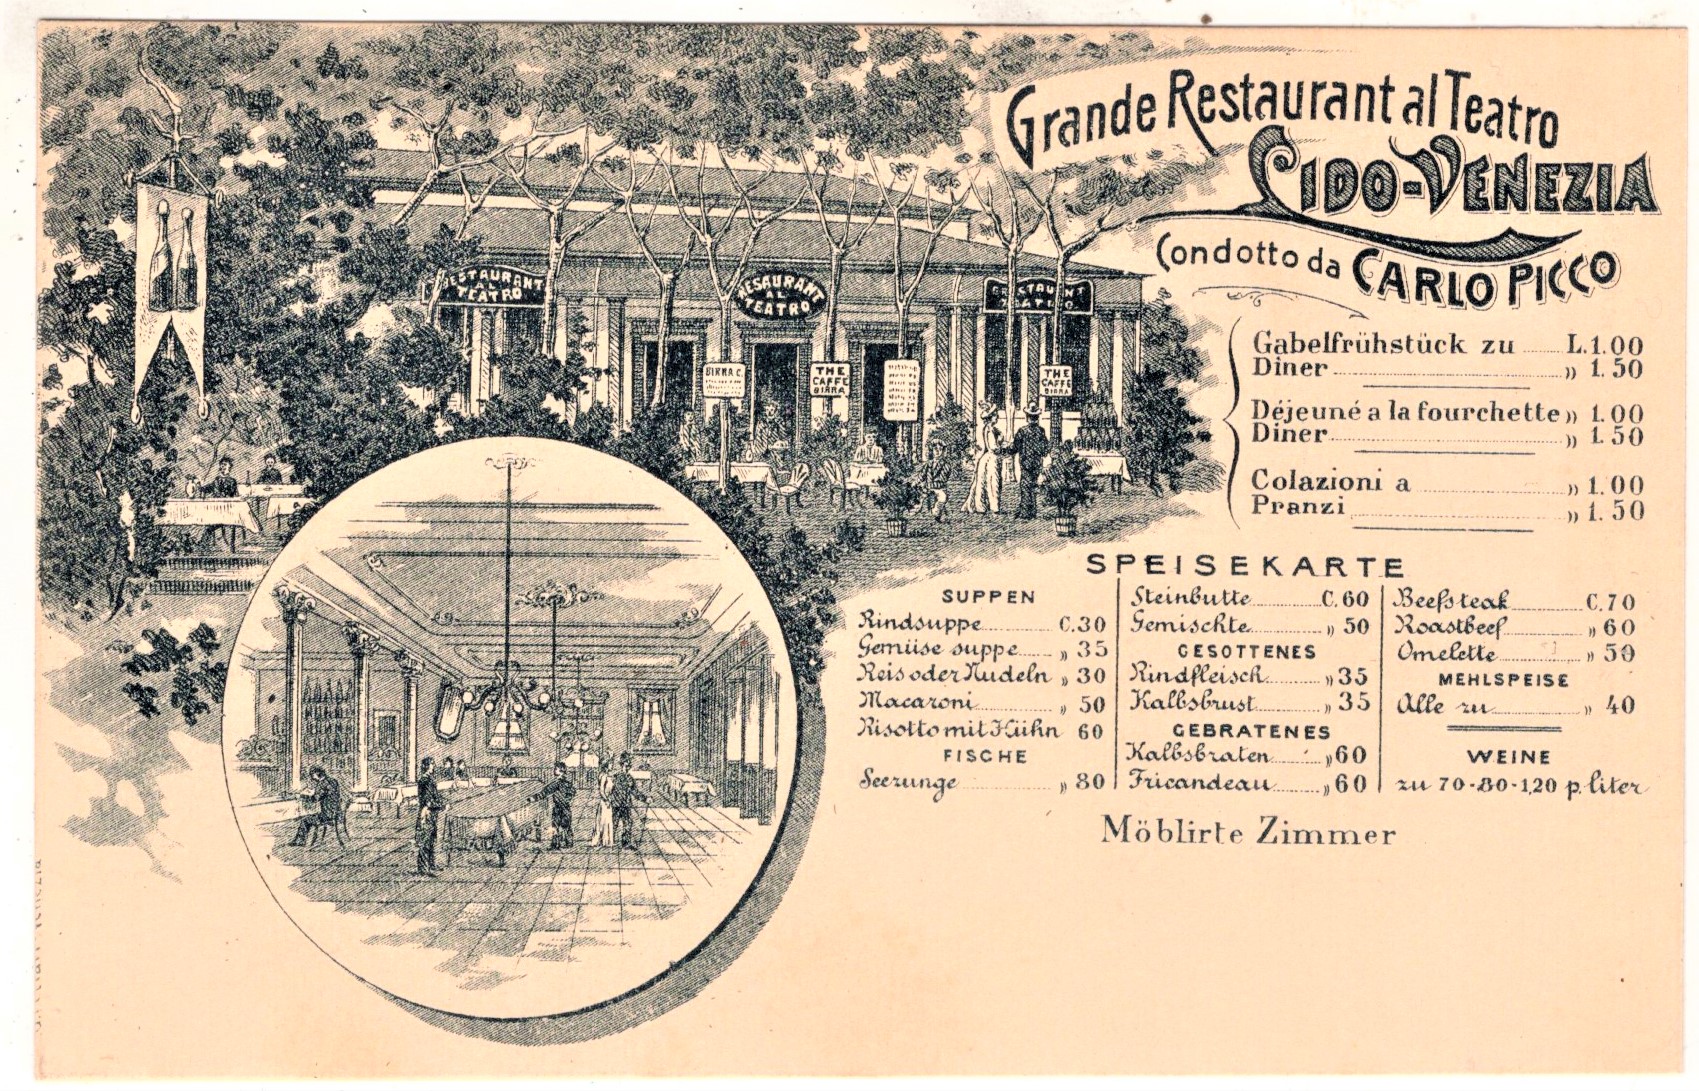 Grande Restaurant al Teatro
LIDO-VENEZIA
Condotto da CARLO PICCO
RESTAURANT
AL
TEATRO
RESAURANT
AL
TEATRO
RESTAURANT
TEATRO
BIRRA C.
THE
CAFFÈ
BIRRA
THE
CAFFÈ
BIRRA
Gabelfrühstück zu L. 1.00
Diner " 1.50
Déjeuné a la fourchette " 1.00
Diner " 1.50
Colazioni a " 1.00
Pranzi " 1.50
SPEISEKARTE
SUPPEN
Rindsuppe C. 30
Gemüse suppe " 35
Reis oder Nudeln " 30
Macaroni " 50
Risotto mit Hühn 60
FISCHE
Seezunge " 80
Steinbutte C. 60
Gemischte " 50
GESOTTENES
Rindfleisch " 35
Kalbsbrust " 35
GEBRATENES
Kalbsbraten " 60
Fricandeau " 60
Beefsteak C. 70
Roastbeef " 60
Omelette " 50
MEHLSPEISE
Alle zu " 40
WEINE
zu 70-80-1,20 p. liter
Möblirte Zimmer
Venezia